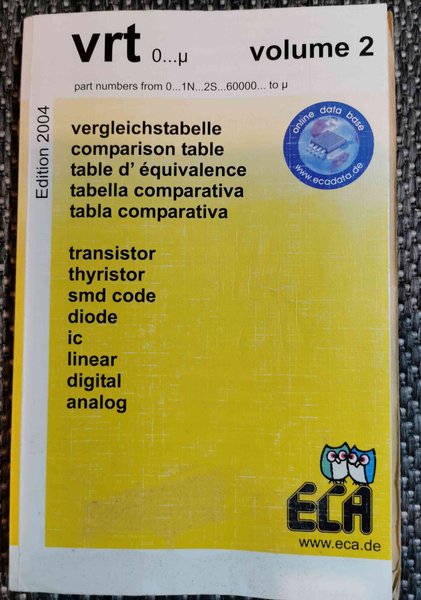 vrt 0...µ volume 2
part numbers from 0...1N...2S...60000... to µ
Edition 2004
online data base
www.ecadata.de
vergleichstabelle
comparison table
table d' équivalence
tabella comparativa
tabla comparativa
transistor
thyristor
smd code
diode
ic
linear
digital
analog
ECA
www.eca.de